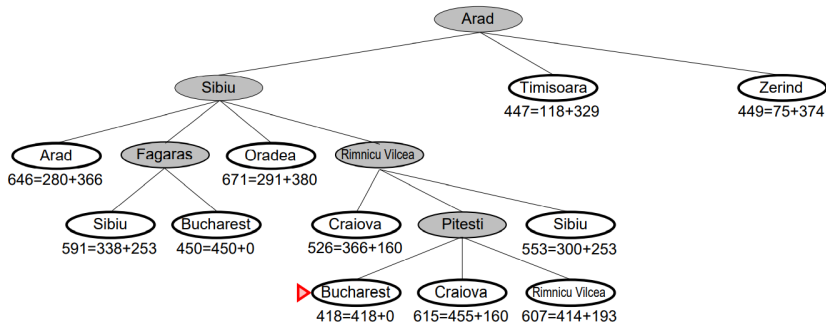 Arad
Sibiu
Timisoara
Zerind
447=118+329
449=75+374
Arad
Fagaras
Oradea
Rimnicu Vilcea
646=280+366
671=291+380
Sibiu
Bucharest
Craiova
Pitesti
Sibiu
591=338+253
450=450+0
526=366+160
553=300+253
Bucharest
Craiova
Rimnicu Vilcea
418=418+0
615=455+160
607=414+193